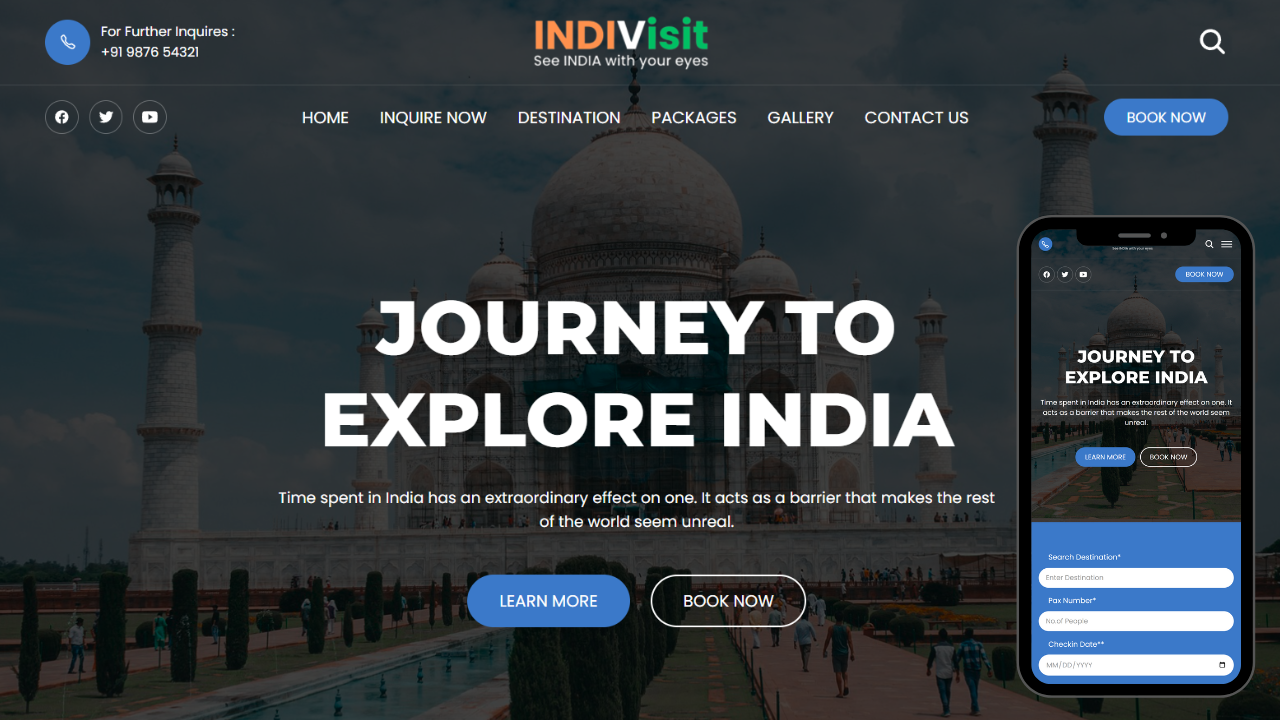 For Further Inquires :
+91 9876 54321
INDIVisit
See INDIA with your eyes
HOME INQUIRE NOW DESTINATION PACKAGES GALLERY CONTACT US
BOOK NOW
JOURNEY TO
EXPLORE INDIA
Time spent in India has an extraordinary effect on one. It acts as a barrier that makes the rest
of the world seem unreal.
LEARN MORE BOOK NOW
See INDIA with your eyes
BOOK NOW
JOURNEY TO
EXPLORE INDIA
Time spent in India has an extraordinary effect on one. It
acts as a barrier that makes the rest of the world seem
unreal.
LEARN MORE BOOK NOW
Search Destination*
Enter Destination
Pax Number*
No.of People
Checkin Date**
MM/DD/YYYY